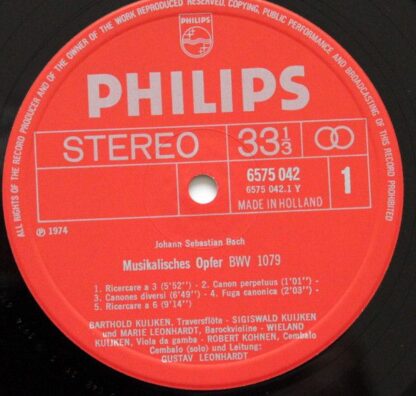 ALL RIGHTS OF THE RECORD PRODUCER AND OF THE OWNER OF THE WORK REPRODUCED RESERVED. COPYING, PUBLIC PERFORMANCE AND BROADCASTING OF THIS RECORD PROHIBITED.
PHILIPS
PHILIPS
STEREO 33 1/3
6575 042
6575 042.1 Y
MADE IN HOLLAND
1
℗ 1974
Johann Sebastian Bach
Musikalisches Opfer BWV 1079
1. Ricercare a 3 (5'52'') - 2. Canon perpetuus (1'01'') -
3. Canones diversi (6'49'') - 4. Fuga canonica (2'03'') -
5. Ricercare a 6 (9'14'')
BARTHOLD KUIJKEN, Traversflöte - SIGISWALD KUIJKEN
und MARIE LEONHARDT, Barockvioline - WIELAND
KUIJKEN, Viola da gamba - ROBERT KOHNEN, Cembalo
Cembalo (solo) und Leitung:
GUSTAV LEONHARDT